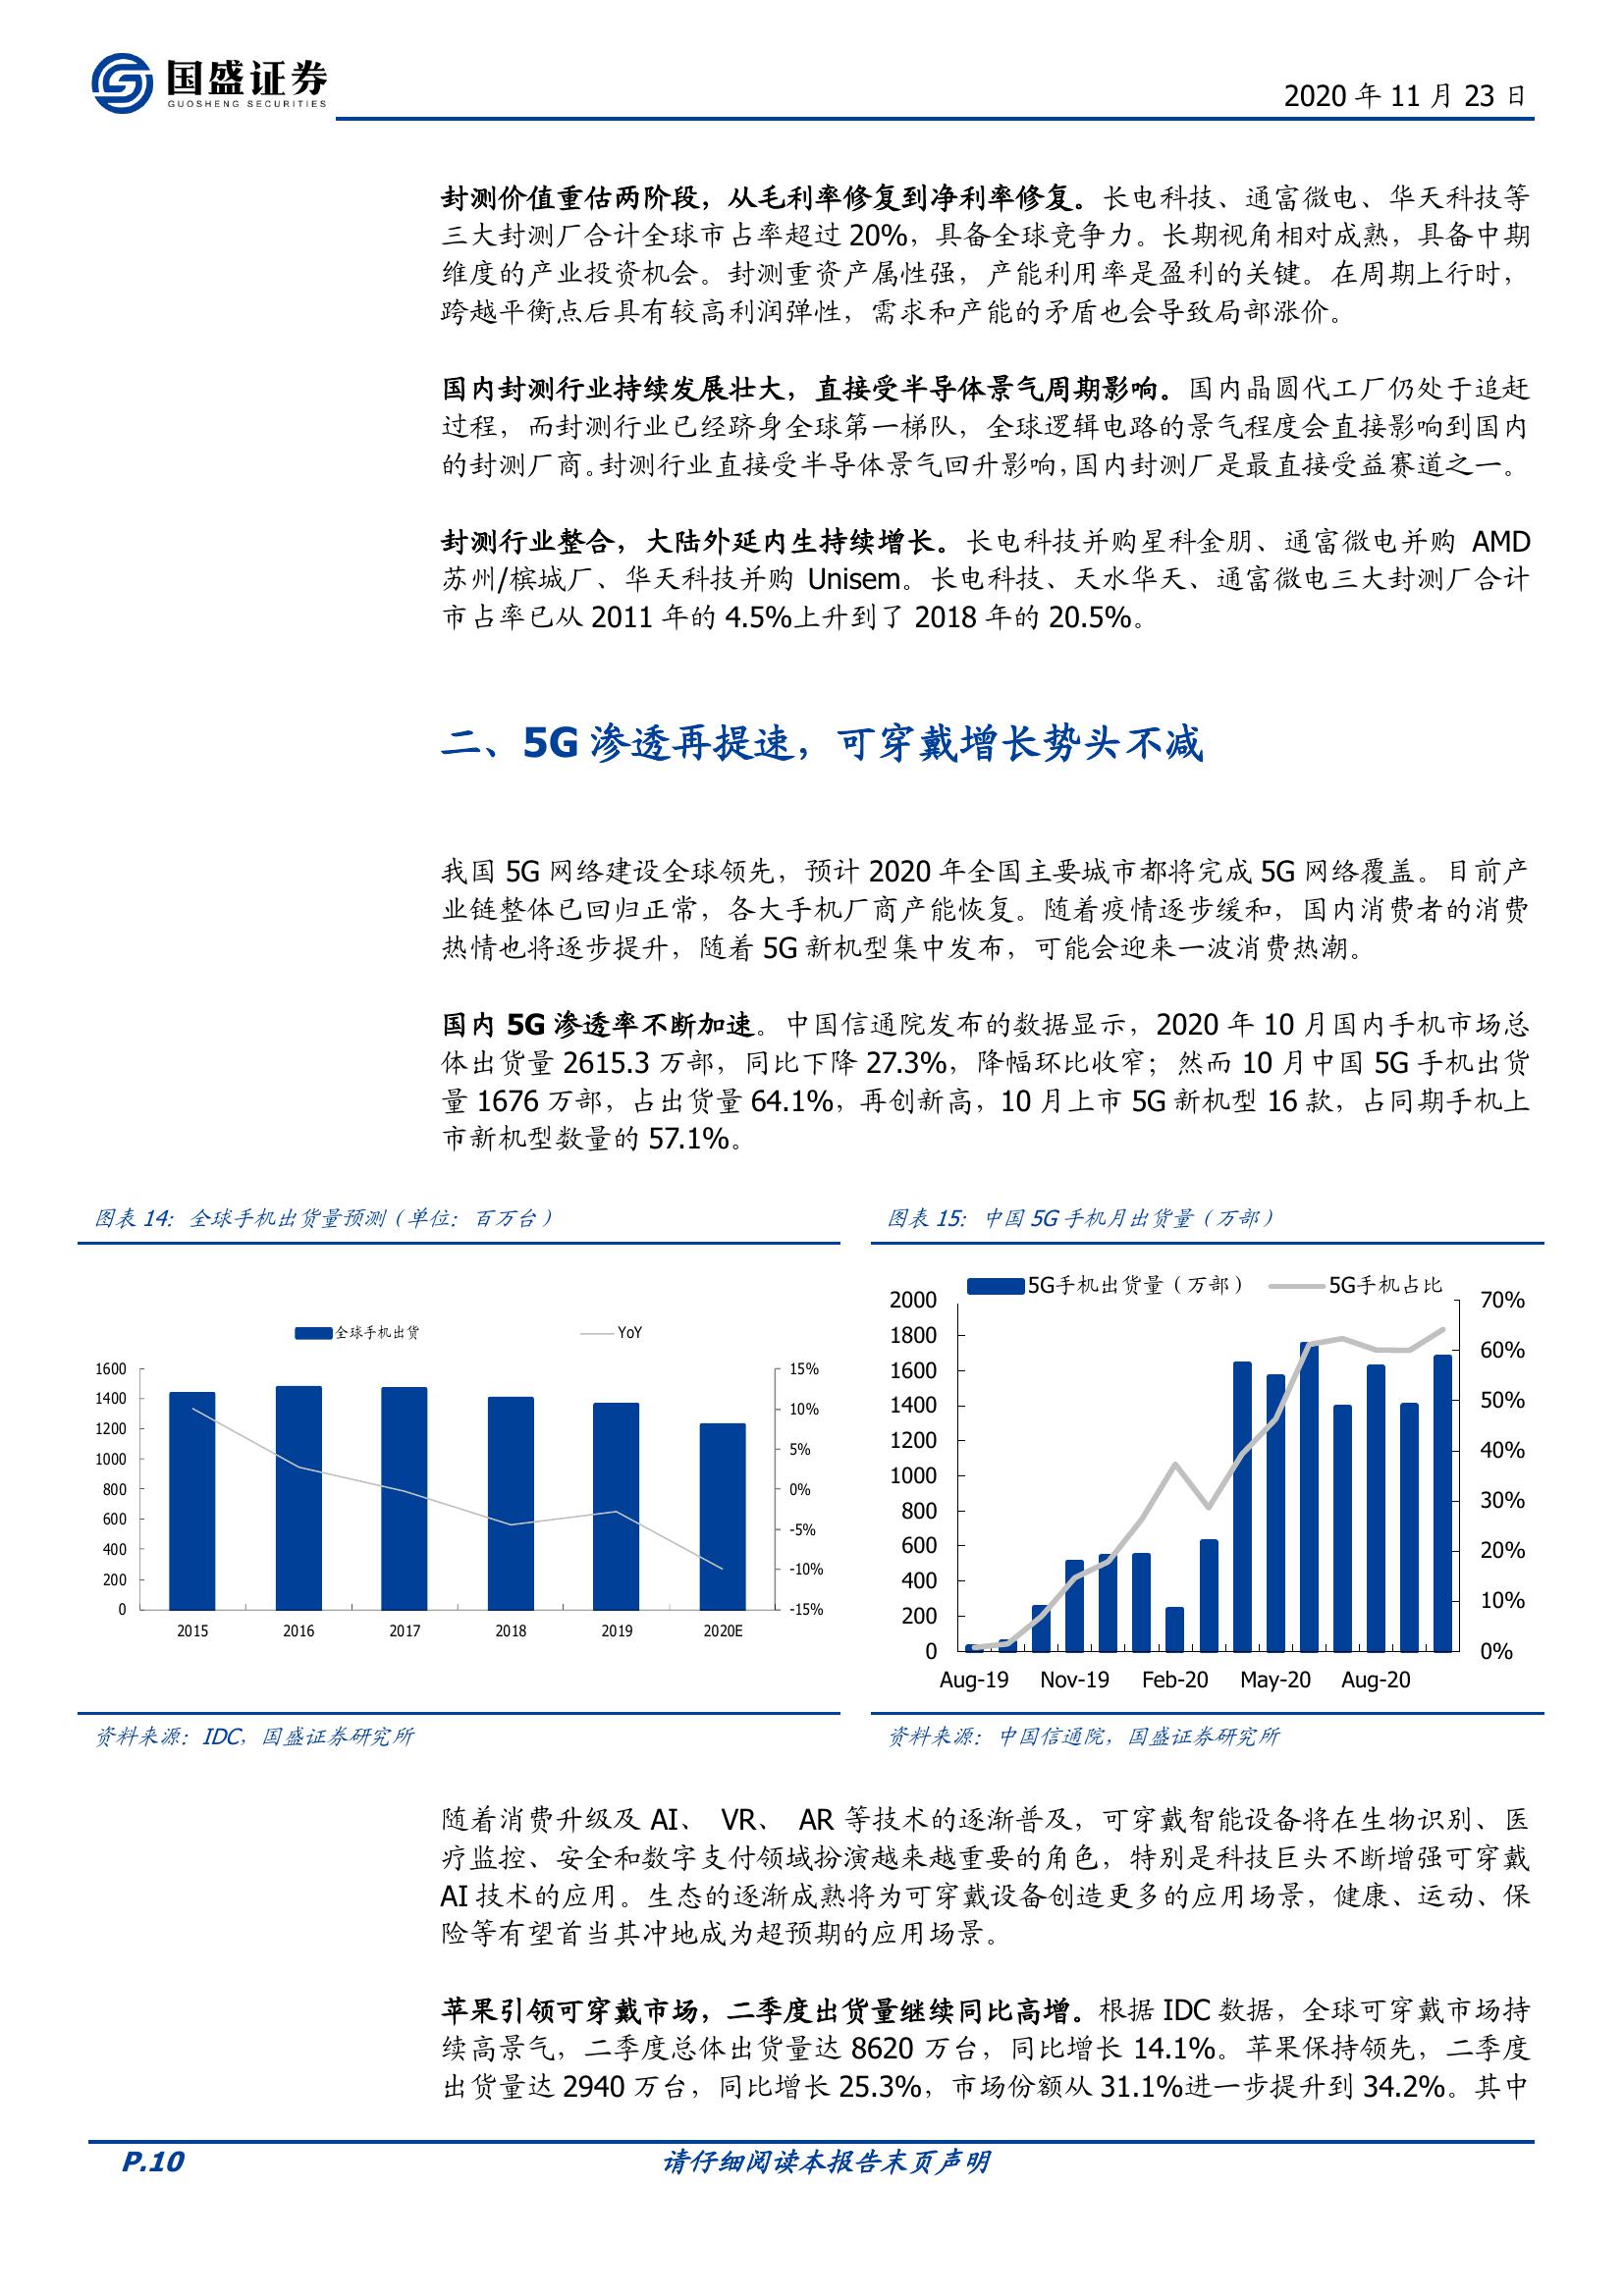 国盛证券
GUOSHENG SECURITIES
2020 年 11 月 23 日
封测价值重估两阶段，从毛利率修复到净利率修复。长电科技、通富微电、华天科技等
三大封测厂合计全球市占率超过 20%，具备全球竞争力。长期视角相对成熟，具备中期
维度的产业投资机会。封测重资产属性强，产能利用率是盈利的关键。在周期上行时，
跨越平衡点后具有较高利润弹性，需求和产能的矛盾也会导致局部涨价。
国内封测行业持续发展壮大，直接受半导体景气周期影响。国内晶圆代工厂仍处于追赶
过程，而封测行业已经跻身全球第一梯队，全球逻辑电路的景气程度会直接影响到国内
的封测厂商。封测行业直接受半导体景气回升影响，国内封测厂是最直接受益赛道之一。
封测行业整合，大陆外延内生持续增长。长电科技并购星科金朋、通富微电并购 AMD
苏州/槟城厂、华天科技并购 Unisem。长电科技、天水华天、通富微电三大封测厂合计
市占率已从 2011 年的 4.5%上升到了 2018 年的 20.5%。
二、5G 渗透再提速，可穿戴增长势头不减
我国 5G 网络建设全球领先，预计 2020 年全国主要城市都将完成 5G 网络覆盖。目前产
业链整体已回归正常，各大手机厂商产能恢复。随着疫情逐步缓和，国内消费者的消费
热情也将逐步提升，随着 5G 新机型集中发布，可能会迎来一波消费热潮。
国内 5G 渗透率不断加速。中国信通院发布的数据显示，2020 年 10 月国内手机市场总
体出货量 2615.3 万部，同比下降 27.3%，降幅环比收窄；然而 10 月中国 5G 手机出货
量 1676 万部，占出货量 64.1%，再创新高，10 月上市 5G 新机型 16 款，占同期手机上
市新机型数量的 57.1%。
图表 14：全球手机出货量预测（单位：百万台）
全球手机出货 YoY
1600
1400
1200
1000
800
600
400
200
0
15%
10%
5%
0%
-5%
-10%
-15%
2015 2016 2017 2018 2019 2020E
资料来源：IDC，国盛证券研究所
图表 15：中国 5G 手机月出货量（万部）
5G手机出货量（万部） 5G手机占比
2000
1800
1600
1400
1200
1000
800
600
400
200
0
70%
60%
50%
40%
30%
20%
10%
0%
Aug-19 Nov-19 Feb-20 May-20 Aug-20
资料来源：中国信通院，国盛证券研究所
随着消费升级及 AI、 VR、 AR 等技术的逐渐普及，可穿戴智能设备将在生物识别、医
疗监控、安全和数字支付领域扮演越来越重要的角色，特别是科技巨头不断增强可穿戴
AI 技术的应用。生态的逐渐成熟将为可穿戴设备创造更多的应用场景，健康、运动、保
险等有望首当其冲地成为超预期的应用场景。
苹果引领可穿戴市场，二季度出货量继续同比高增。根据 IDC 数据，全球可穿戴市场持
续高景气，二季度总体出货量达 8620 万台，同比增长 14.1%。苹果保持领先，二季度
出货量达 2940 万台，同比增长 25.3%，市场份额从 31.1%进一步提升到 34.2%。其中
P.10
请仔细阅读本报告末页声明